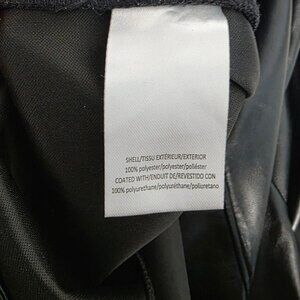 SHELL/TISSU EXTÉRIEUR/EXTERIOR
100% polyester/polyester/poliéster
COATED WITH/ENDUIT DE/REVESTIDO CON
100% polyurethane/polyuréthane/poliuretano